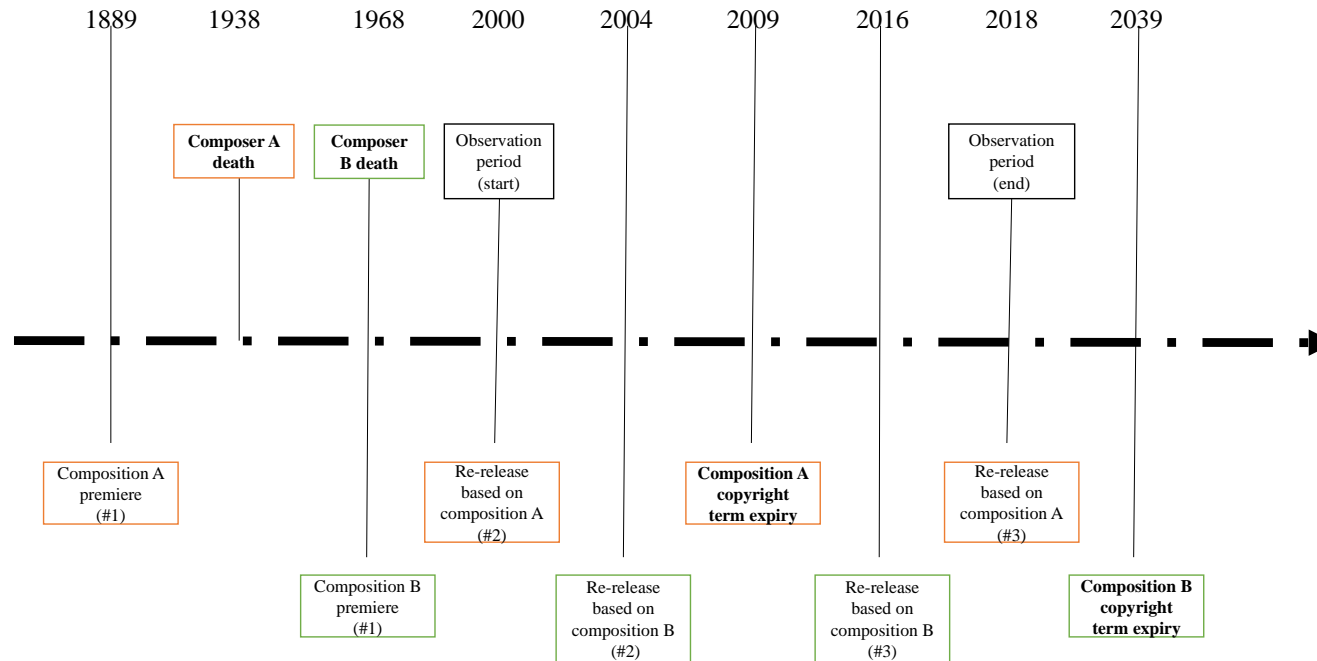 1889 1938 1968 2000 2004 2009 2016 2018 2039
Composer A
death
Composer
B death
Observation
period
(start)
Observation
period
(end)
Composition A
premiere
(#1)
Re-release
based on
composition A
(#2)
Composition A
copyright
term expiry
Re-release
based on
composition A
(#3)
Composition B
premiere
(#1)
Re-release
based on
composition B
(#2)
Re-release
based on
composition B
(#3)
Composition B
copyright
term expiry